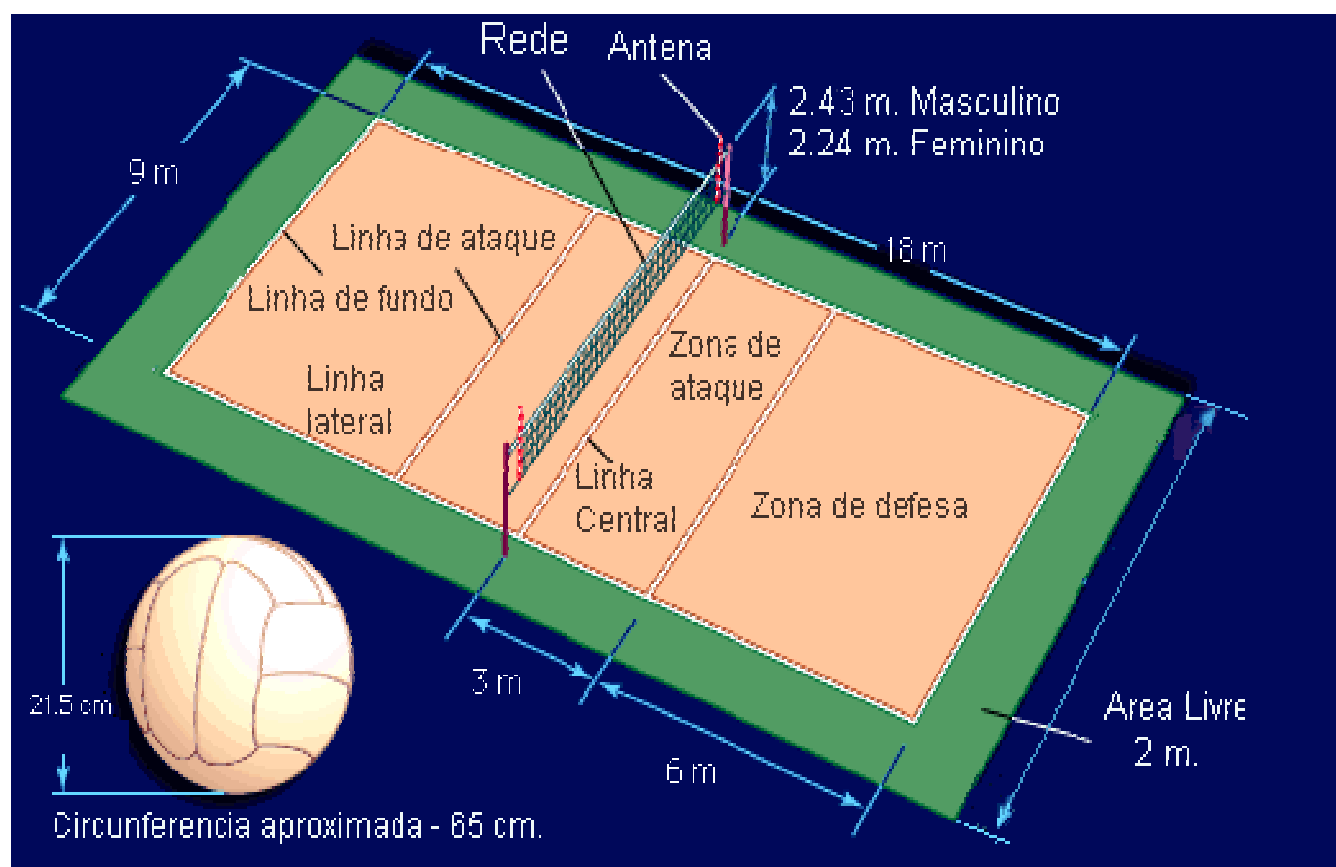 Rede
Antena
2.43 m. Masculino
2.24 m. Feminino
9 m
18 m
Linha de ataque
Linha de fundo
Linha
lateral
Zona de
ataque
Linha
Central
Zona de defesa
21.5 cm
3 m
6 m
Area Livre
2 m.
Circunferencia aproximada - 65 cm.